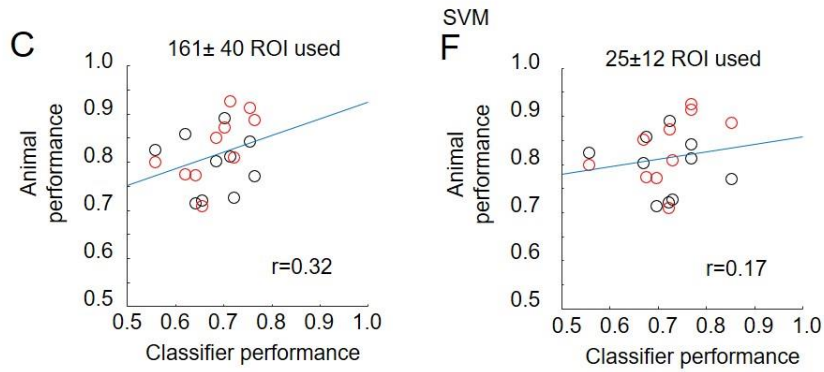 SVM
C
161± 40 ROI used
1.0
0.9
0.8
0.7
0.6
0.5
Animal
performance
r=0.32
0.5 0.6 0.7 0.8 0.9 1.0
Classifier performance
F
25±12 ROI used
1.0
0.9
0.8
0.7
0.6
0.5
Animal
performance
r=0.17
0.5 0.6 0.7 0.8 0.9 1.0
Classifier performance